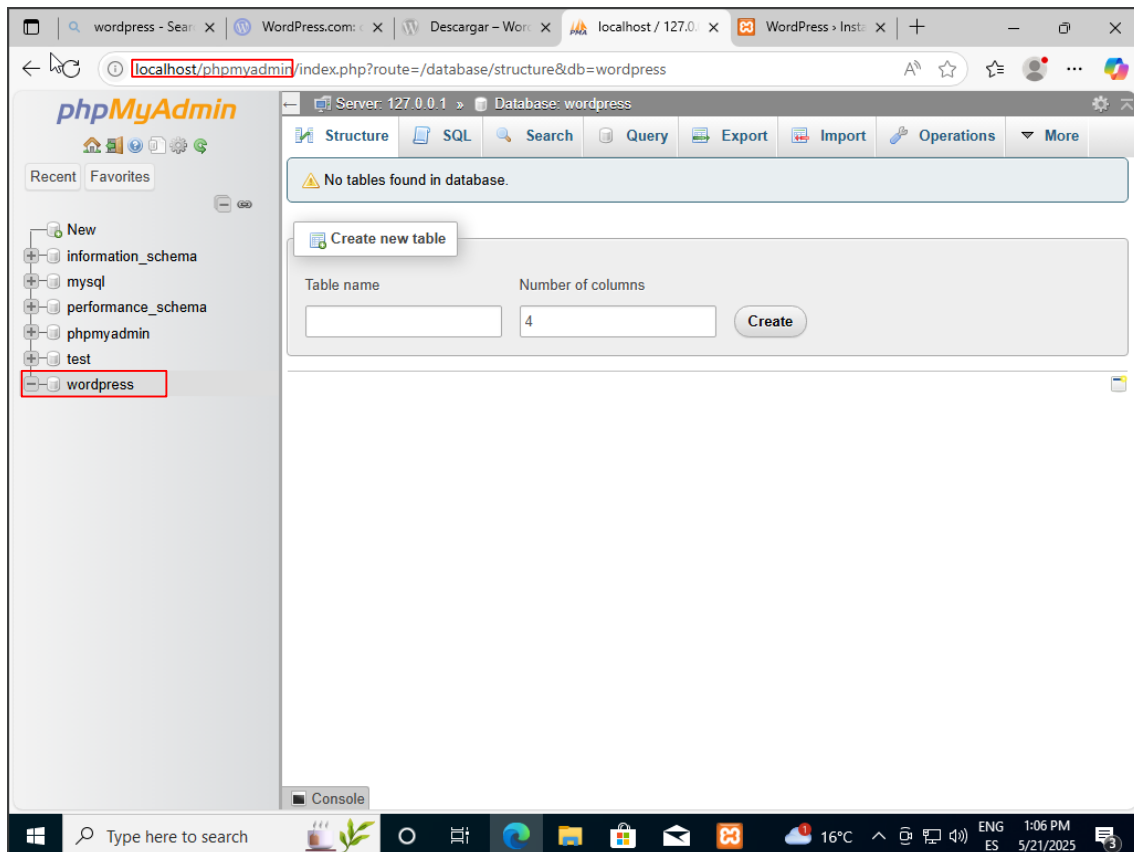 wordpress - Sear
WordPress.com:
Descargar – Word
localhost / 127.0.
WordPress › Insta
localhost/phpmyadmin/index.php?route=/database/structure&db=wordpress
phpMyAdmin
Recent Favorites
New
information_schema
mysql
performance_schema
phpmyadmin
test
wordpress
Server: 127.0.0.1 » Database: wordpress
Structure SQL Search Query Export Import Operations More
No tables found in database.
Create new table
Table name Number of columns
4 Create
Console
Type here to search
16°C
ENG
ES
1:06 PM
5/21/2025
3